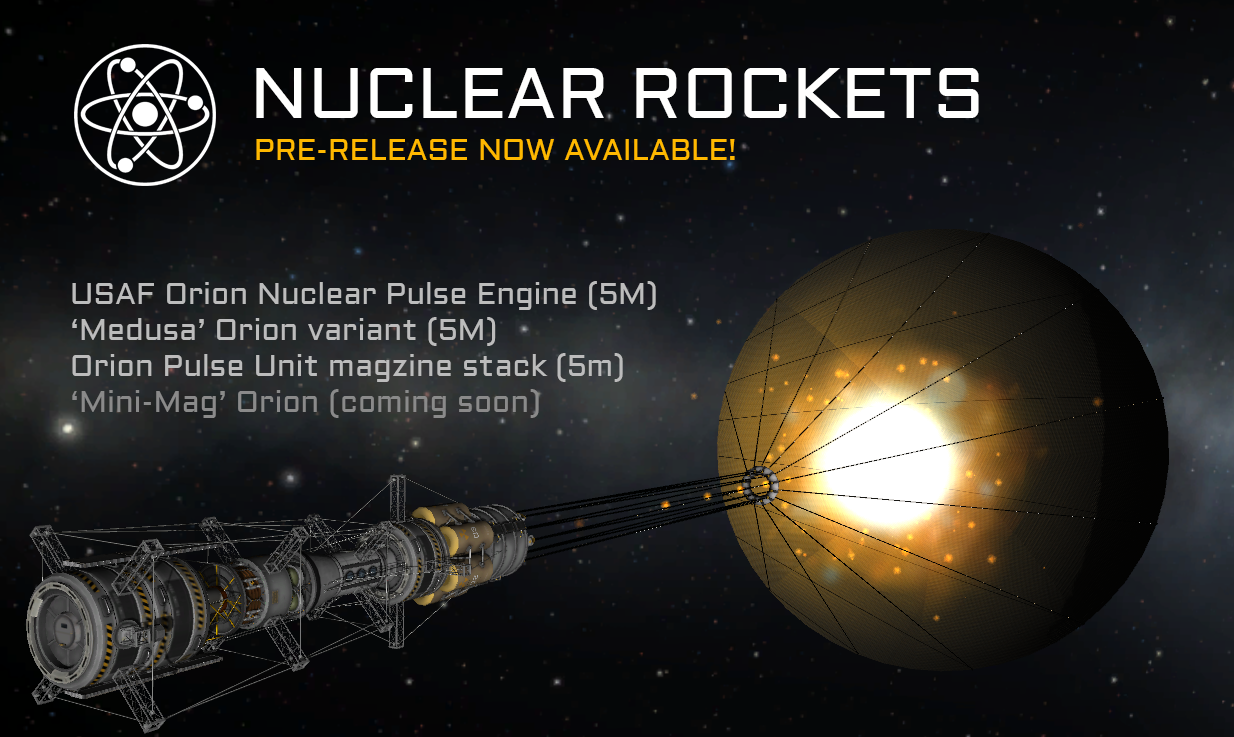 NUCLEAR ROCKETS
PRE-RELEASE NOW AVAILABLE!
USAF Orion Nuclear Pulse Engine (5M)
‘Medusa’ Orion variant (5M)
Orion Pulse Unit magzine stack (5m)
‘Mini-Mag’ Orion (coming soon)